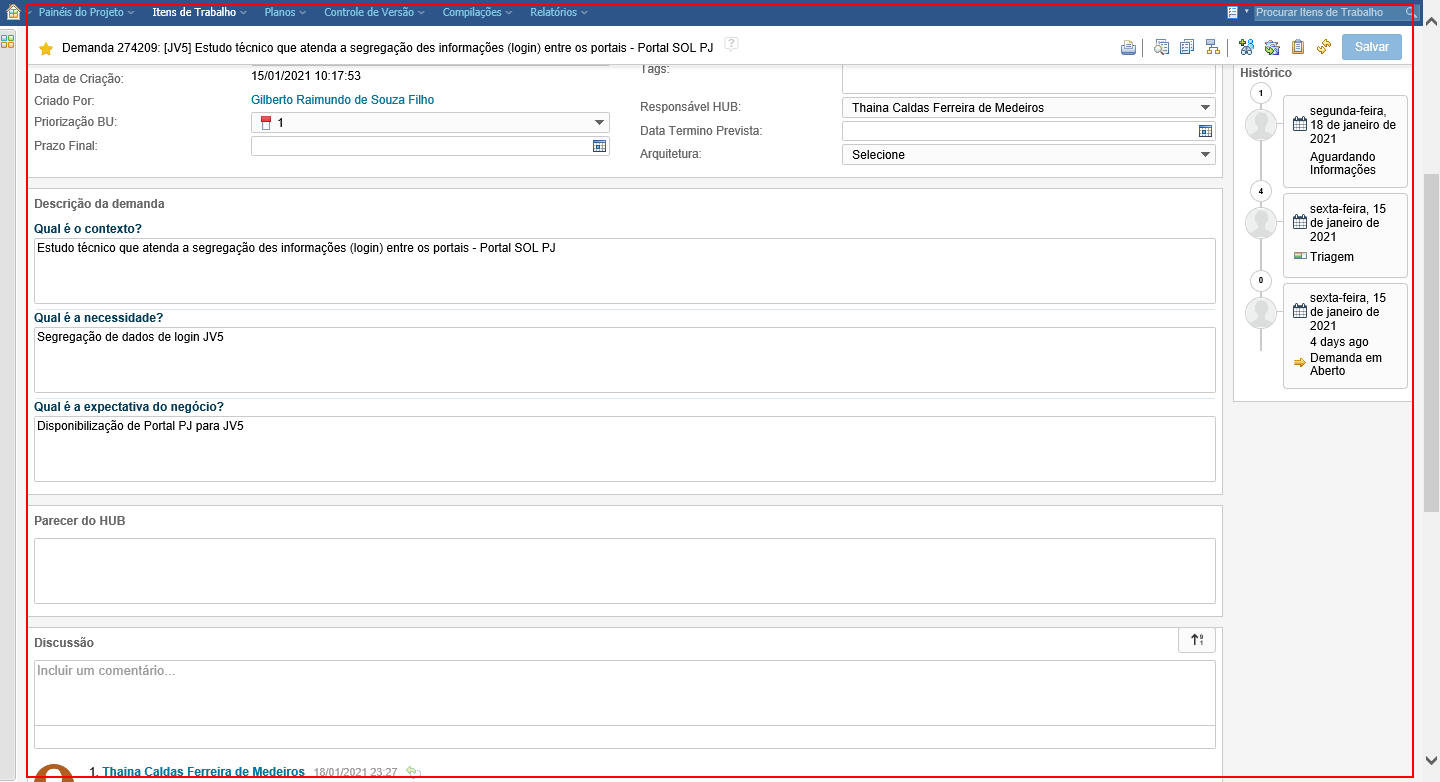 Painéis do Projeto Itens de Trabalho Planos Controle de Versão Compilações Relatórios Procurar Itens de Trabalho
Demanda 274209: [JV5] Estudo técnico que atenda a segregação des informações (login) entre os portais - Portal SOL PJ ?
Salvar
Data de Criação: 15/01/2021 10:17:53
Criado Por: Gilberto Raimundo de Souza Filho
Priorização BU: 1
Prazo Final:
Tags:
Responsável HUB: Thaina Caldas Ferreira de Medeiros
Data Termino Prevista:
Arquitetura: Selecione
Descrição da demanda
Qual é o contexto?
Estudo técnico que atenda a segregação des informações (login) entre os portais - Portal SOL PJ
Qual é a necessidade?
Segregação de dados de login JV5
Qual é a expectativa do negócio?
Disponibilização de Portal PJ para JV5
Parecer do HUB
Discussão
Incluir um comentário...
1. Thaina Caldas Ferreira de Medeiros 18/01/2021 23:27
Histórico
1
segunda-feira,
18 de janeiro de
2021
Aguardando
Informações
4
sexta-feira, 15
de janeiro de
2021
Triagem
0
sexta-feira, 15
de janeiro de
2021
4 days ago
Demanda em
Aberto